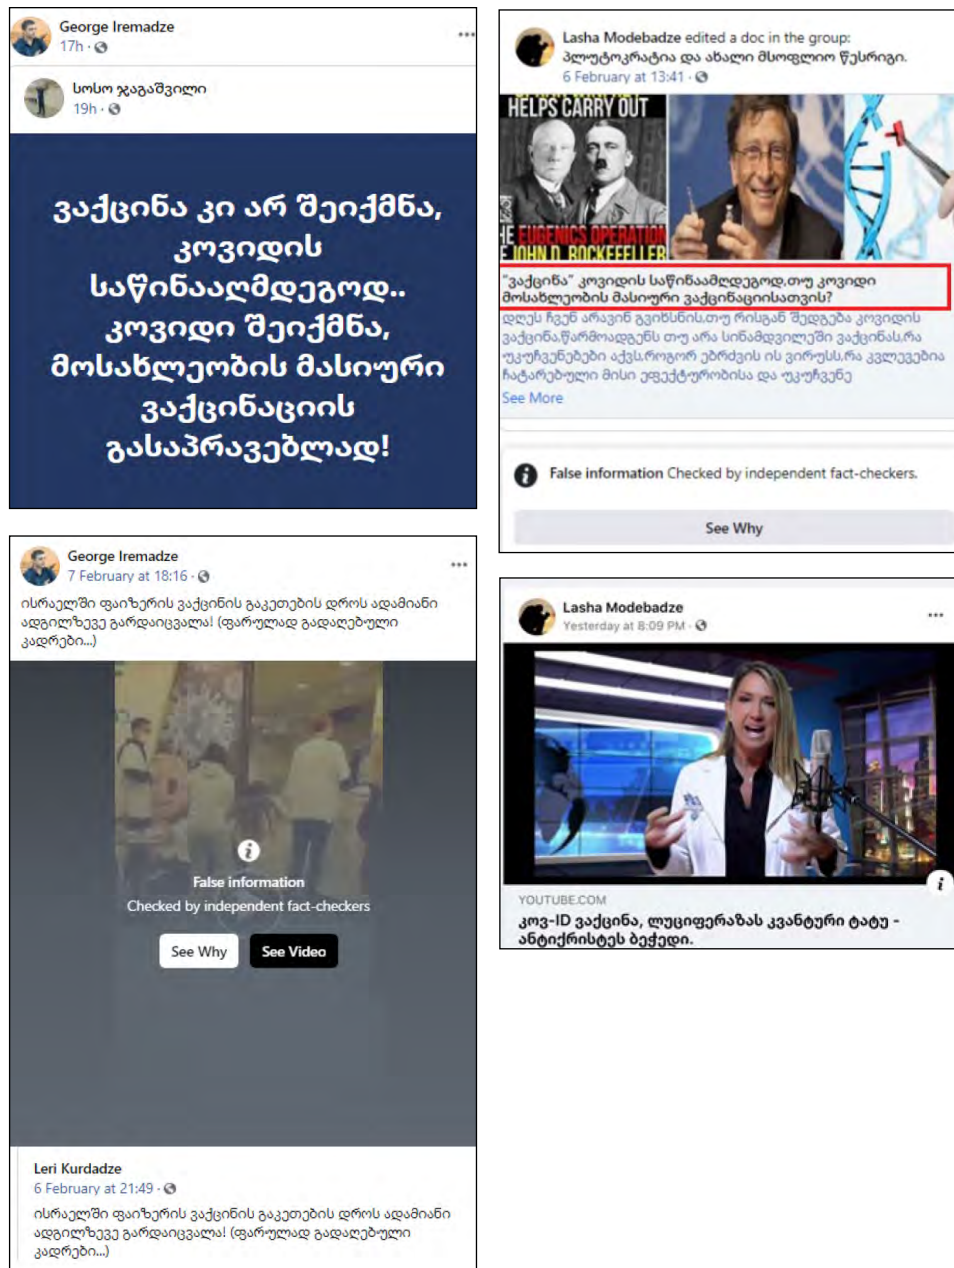 George Iremadze
17h
სოსო ჯაგაშვილი
19h
ვაქცინა კი არ შეიქმნა,
კოვიდის
საწინააღმდეგოდ..
კოვიდი შეიქმნა,
მოსახლეობის მასიური
ვაქცინაციის
გასაპრავებლად!
George Iremadze
7 February at 18:16
ისრაელში ფაიზერის ვაქცინის გაკეთების დროს ადამიანი
ადგილზევე გარდაიცვალა! (ფარულად გადაღებული
კადრები...)
False information
Checked by independent fact-checkers
See Why
See Video
Leri Kurdadze
6 February at 21:49
ისრაელში ფაიზერის ვაქცინის გაკეთების დროს ადამიანი
ადგილზევე გარდაიცვალა! (ფარულად გადაღებული
კადრები...)
Lasha Modebadze edited a doc in the group:
პლუტოკრატია და ახალი მსოფლიო წესრიგი.
6 February at 13:41
HELPS CARRY OUT
EUGENICS OPERATION
JOHN D. ROCKEFELLER
"ვაქცინა" კოვიდის საწინაამღდეგოდ,თუ კოვიდი
მოსახლეობის მასიური ვაქცინაციისათვის?
დღეს ჩვენ არავინ გვიხსნის,თუ რისგან შედგება კოვიდის
ვაქცინა,წარმოადგენს თუ არა სინამდვილეში ვაქცინას,რა
უკუჩვენებები აქვს,როგორ ებრძვის ის ვირუსს,რა კვლევებია
ჩატარებული მისი ეფექტურობისა და უკუჩვენე
See More
False information Checked by independent fact-checkers.
See Why
Lasha Modebadze
Yesterday at 8:09 PM
YOUTUBE.COM
კოვ-ID ვაქცინა, ლუციფერაზას კვანტური ტატუ -
ანტიქრისტეს ბეჭედი.